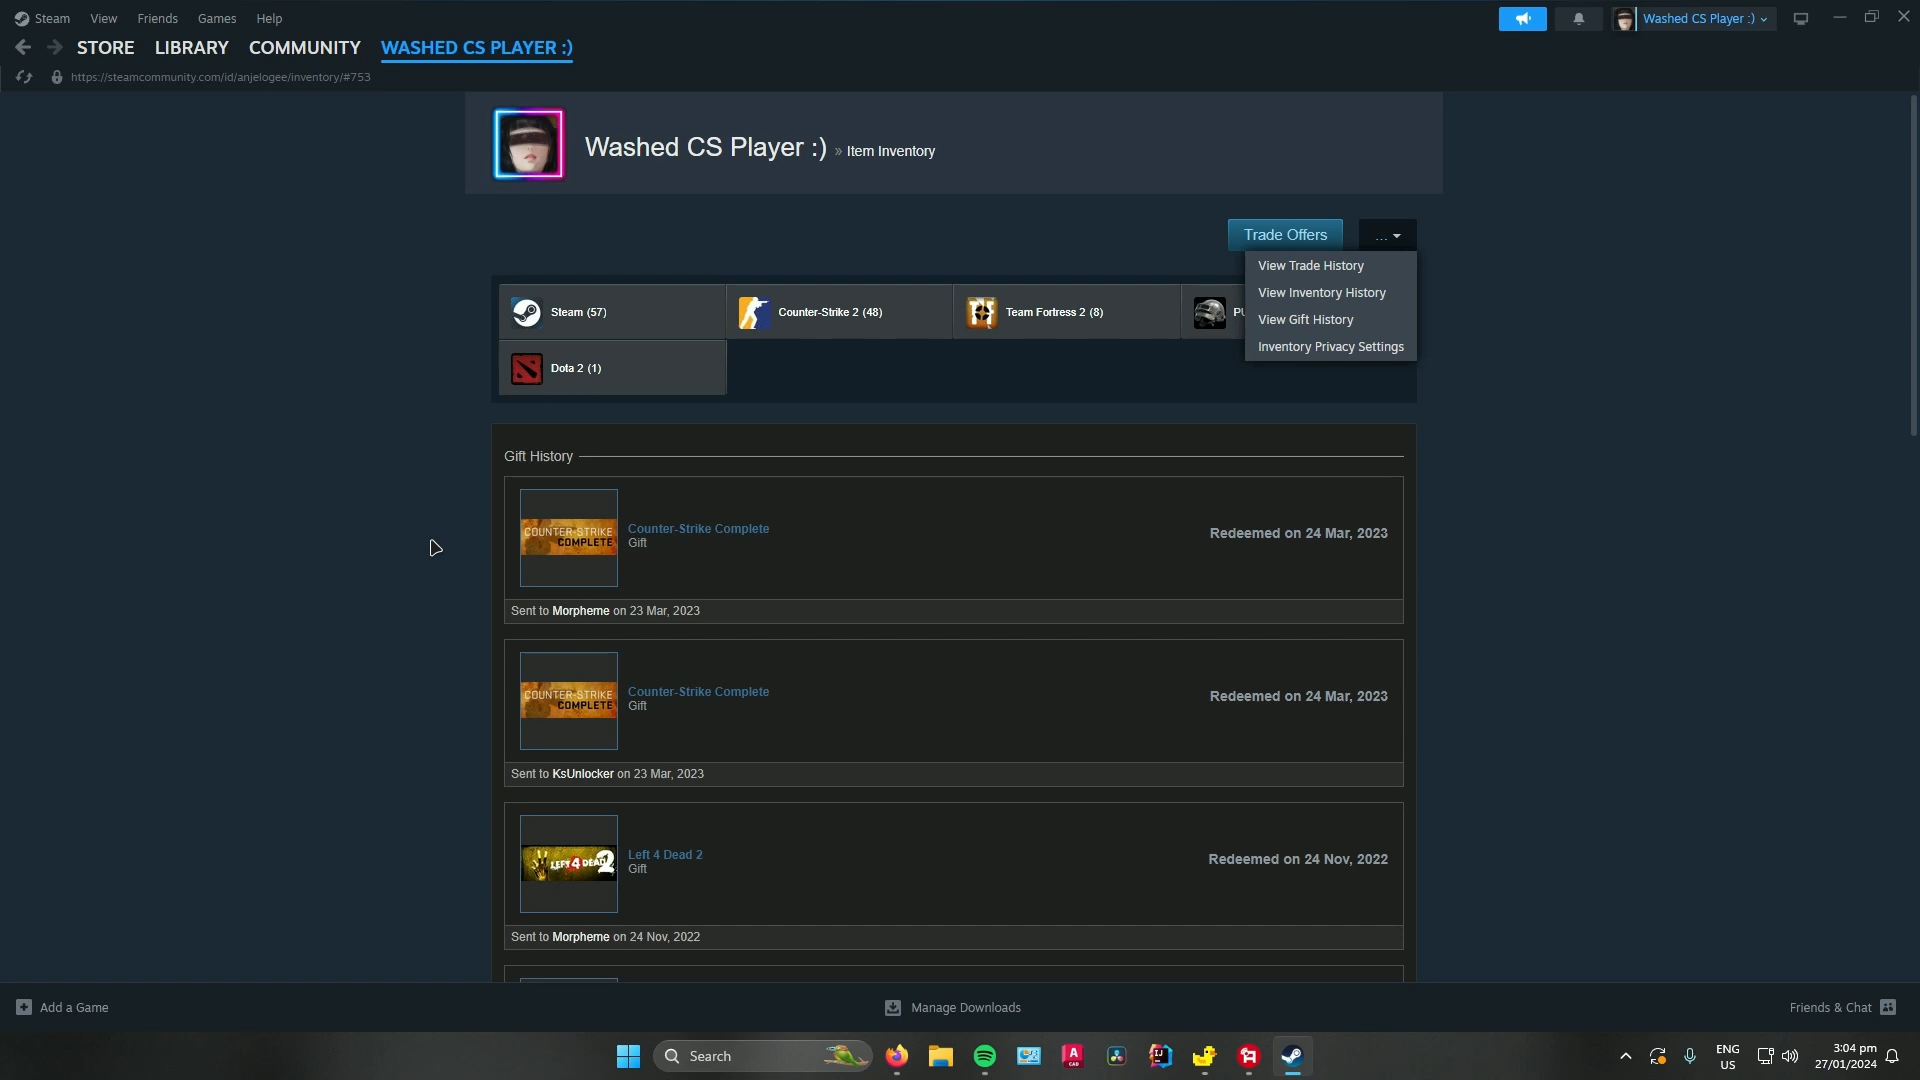 Steam View Friends Games Help
Washed CS Player :)
STORE LIBRARY COMMUNITY WASHED CS PLAYER :)
https://steamcommunity.com/id/anjelogee/inventory/#753
Washed CS Player :) » Item Inventory
Trade Offers
...
View Trade History
View Inventory History
View Gift History
Inventory Privacy Settings
Steam (57)
Counter-Strike 2 (48)
Team Fortress 2 (8)
PU
Dota 2 (1)
Gift History
COUNTER-STRIKE
COMPLETE
Counter-Strike Complete
Gift
Redeemed on 24 Mar, 2023
Sent to Morpheme on 23 Mar, 2023
COUNTER-STRIKE
COMPLETE
Counter-Strike Complete
Gift
Redeemed on 24 Mar, 2023
Sent to KsUnlocker on 23 Mar, 2023
LEFT 4 DEAD 2
Left 4 Dead 2
Gift
Redeemed on 24 Nov, 2022
Sent to Morpheme on 24 Nov, 2022
Add a Game
Manage Downloads
Friends & Chat
Search
ENG
US
3:04 pm
27/01/2024